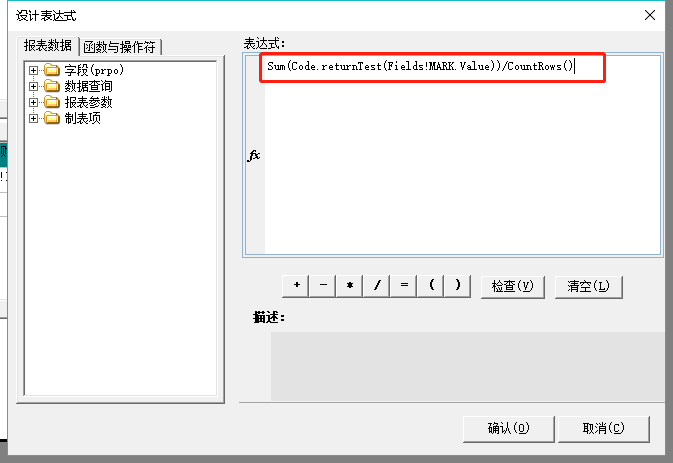 设计表达式
报表数据
函数与操作符
表达式:
字段(prpo)
数据查询
报表参数
制表项
Sum(Code.returnTest(Fields!MARK.Value))/CountRows()
fx
+ - * / = ( )
检查(V)
清空(L)
描述:
确认(O)
取消(C)